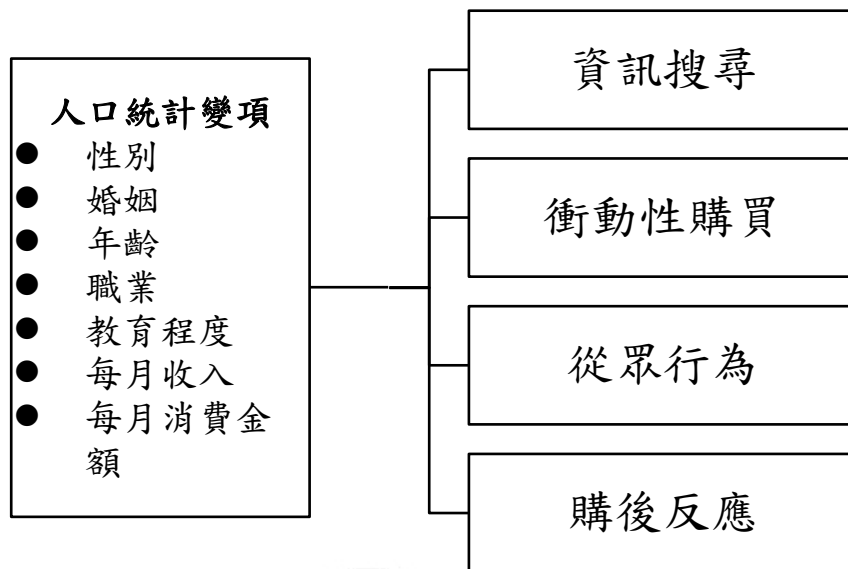 人口統計變項
● 性別
● 婚姻
● 年齡
● 職業
● 教育程度
● 每月收入
● 每月消費金
額
資訊搜尋
衝動性購買
從眾行為
購後反應